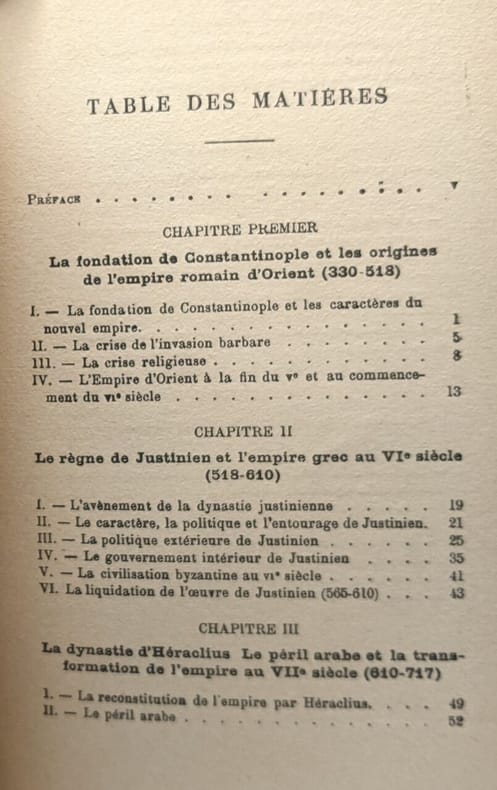 TABLE DES MATIÈRES
PRÉFACE . . . . . . . . . . . . . . . . . V
CHAPITRE PREMIER
La fondation de Constantinople et les origines
de l'empire romain d'Orient (330-518)
I. — La fondation de Constantinople et les caractères du
nouvel empire. . . . . . . . . . . . . . . . 1
II. — La crise de l'invasion barbare . . . . . . . . 5
III. — La crise religieuse . . . . . . . . . . . . 8
IV. — L'Empire d'Orient à la fin du Ve et au commence-
ment du VIe siècle . . . . . . . . . . . . . . 13
CHAPITRE II
Le règne de Justinien et l'empire grec au VIe siècle
(518-610)
I. — L'avènement de la dynastie justinienne . . . . . 19
II. — Le caractère, la politique et l'entourage de Justinien. 21
III. — La politique extérieure de Justinien . . . . . . 25
IV. — Le gouvernement intérieur de Justinien . . . . 35
V. — La civilisation byzantine au VIe siècle . . . . . . 41
VI. La liquidation de l'œuvre de Justinien (565-610) . . . 43
CHAPITRE III
La dynastie d'Héraclius Le péril arabe et la trans-
formation de l'empire au VIIe siècle (610-717)
I. — La reconstitution de l'empire par Héraclius. . . . 49
II. — Le péril arabe . . . . . . . . . . . . . . 52